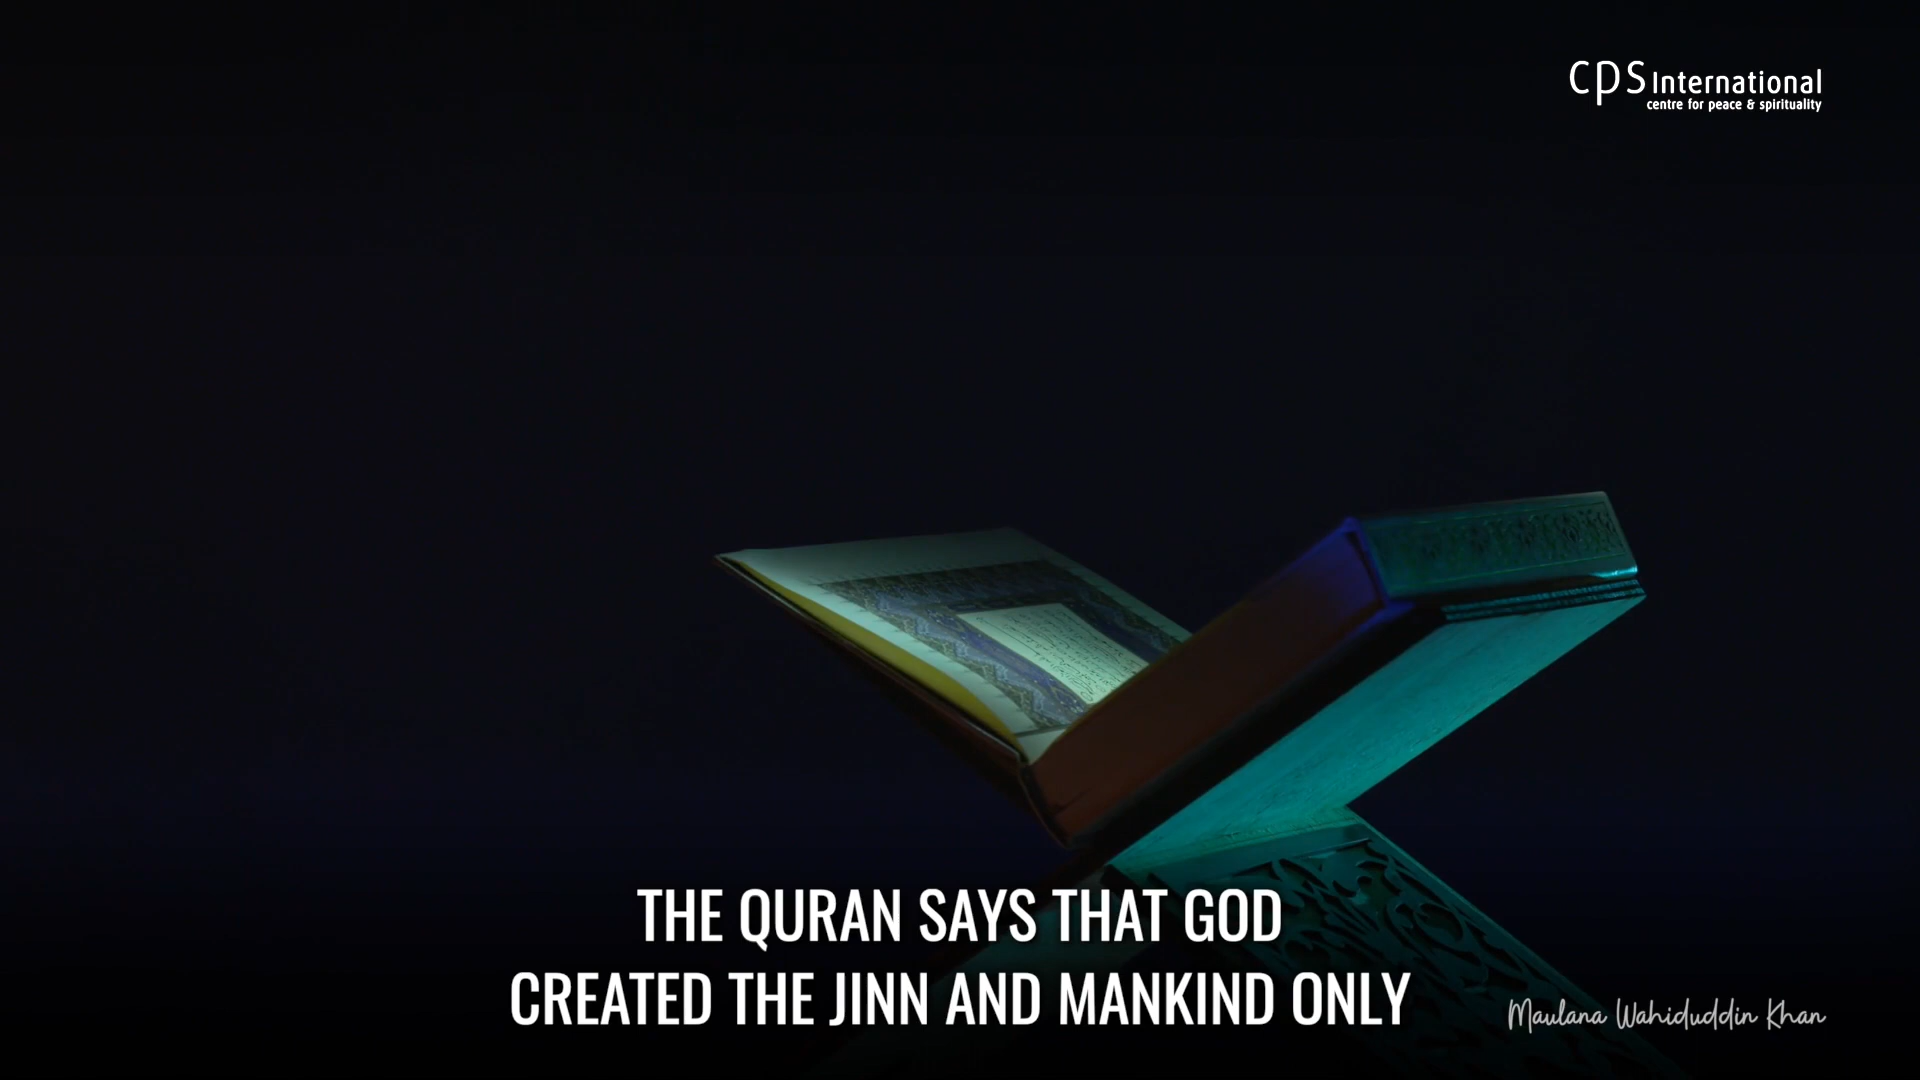 cps International
centre for peace & spirituality
THE QURAN SAYS THAT GOD
CREATED THE JINN AND MANKIND ONLY
Maulana Wahiduddin Khan